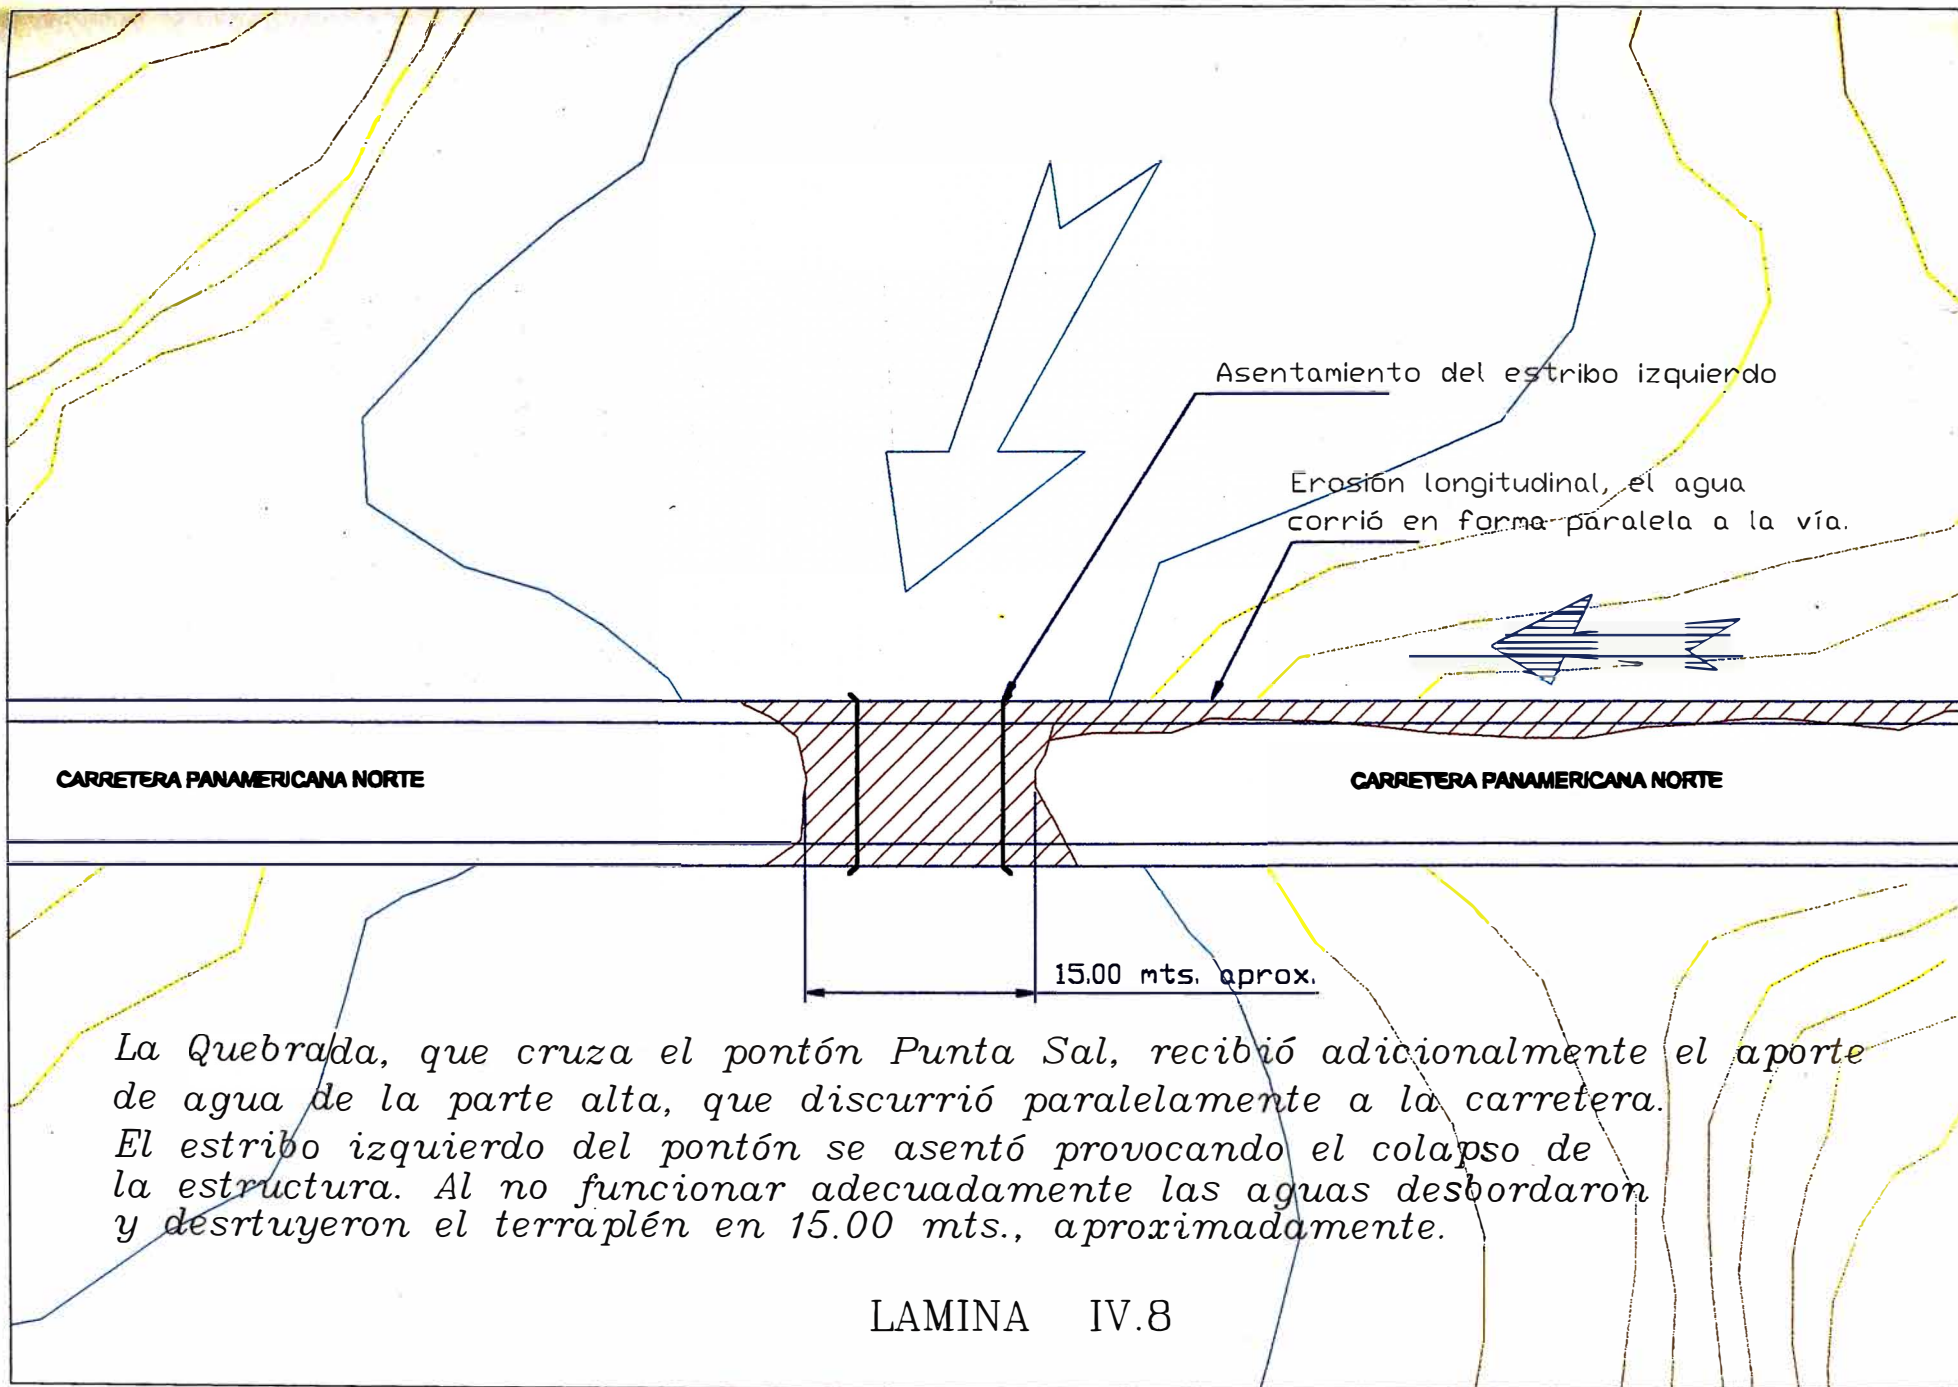 Asentamiento del estribo izquierdo
Erosión longitudinal, el agua
corrió en forma paralela a la vía.
CARRETERA PANAMERICANA NORTE
CARRETERA PANAMERICANA NORTE
15.00 mts. aprox.
La Quebrada, que cruza el pontón Punta Sal, recibió adicionalmente el aporte
de agua de la parte alta, que discurrió paralelamente a la carretera.
El estribo izquierdo del pontón se asentó provocando el colapso de
la estructura. Al no funcionar adecuadamente las aguas desbordaron
y desrtuyeron el terraplén en 15.00 mts., aproximadamente.
LAMINA IV.8